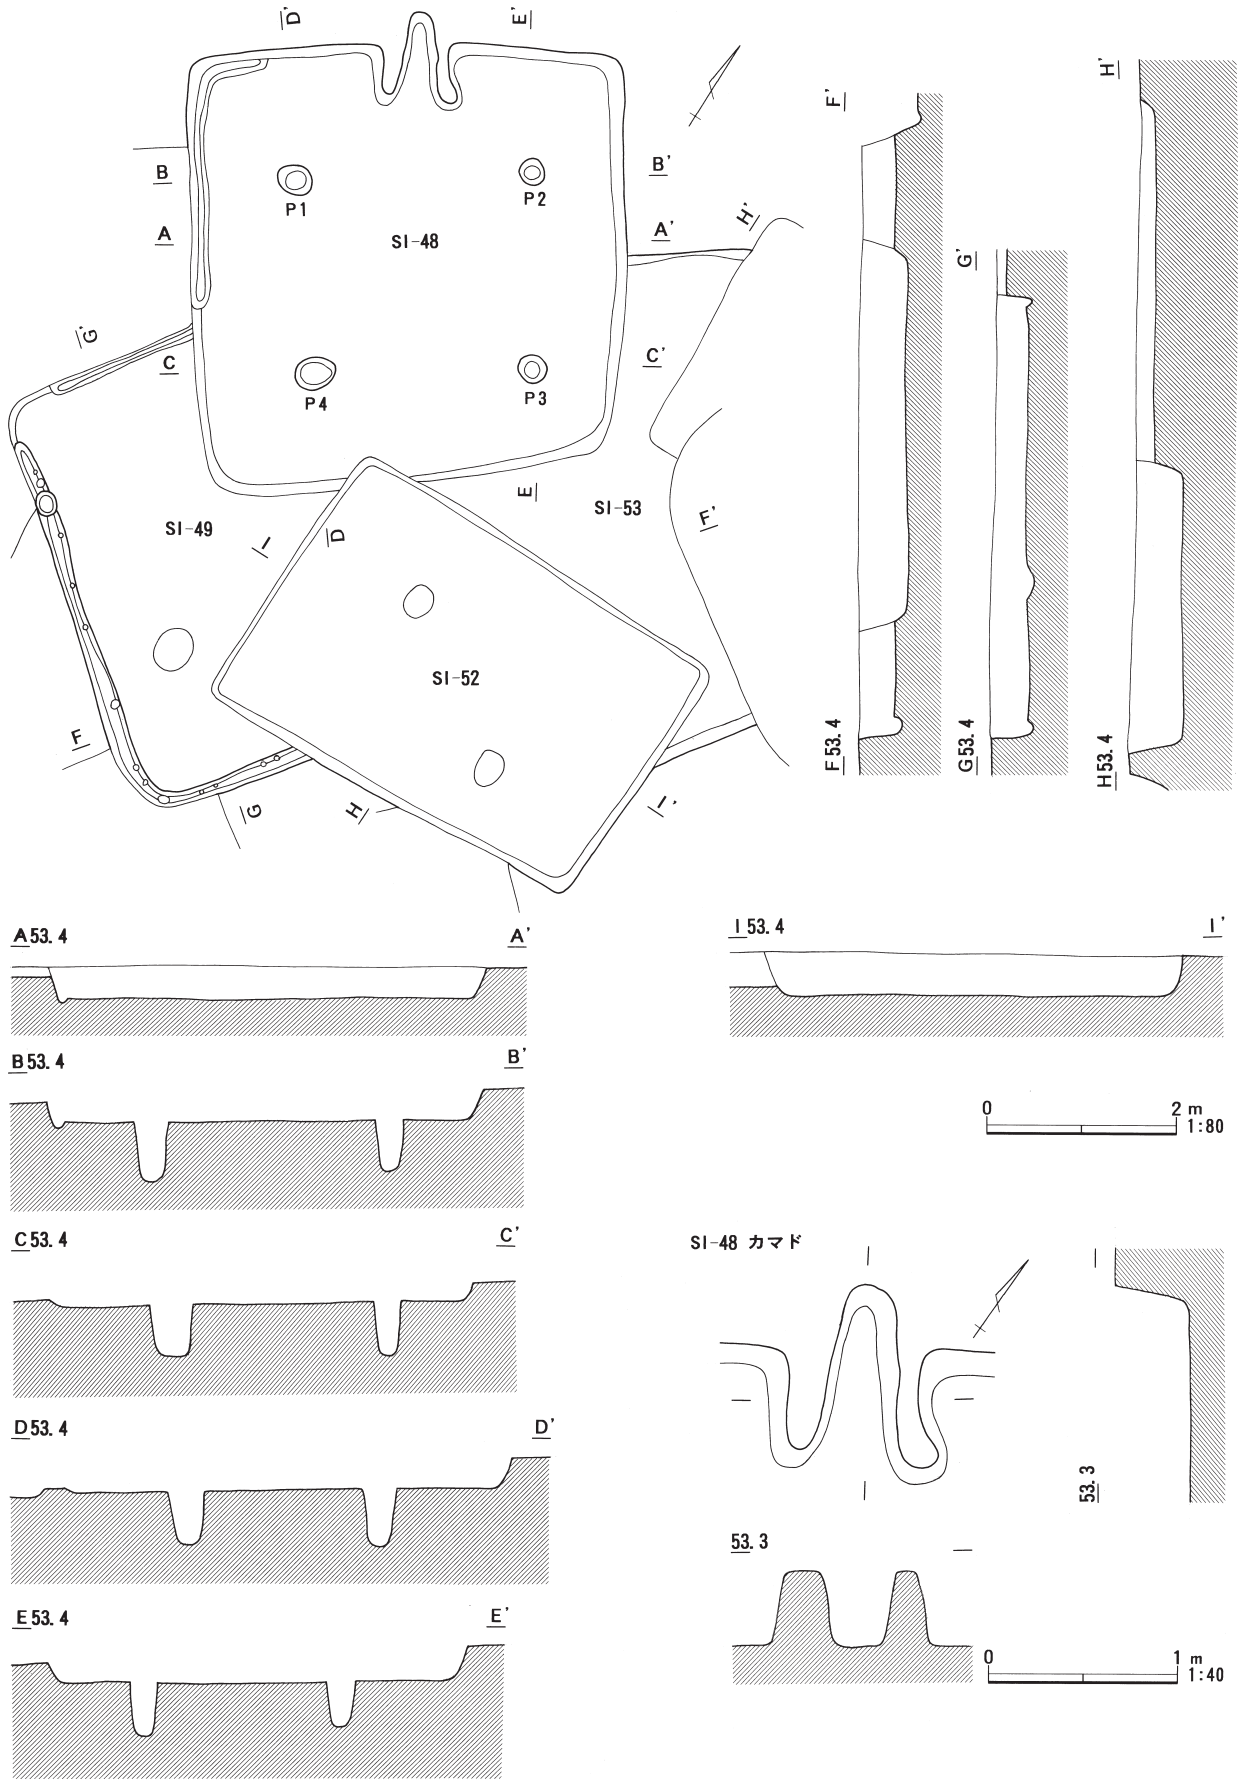 D' E'
F' H'
B B'
P1 P2
A SI-48 A' H'
G' G'
C C'
P4 P3
E SI-53
SI-49 I D F'
SI-52
F
G H I'
F 53.4 G 53.4 H 53.4
A 53.4 A'
I 53.4 I'
B 53.4 B'
0 2 m
1:80
C 53.4 C'
SI-48 カマド
D 53.4 D'
53.3
53.3
E 53.4 E'
0 1 m
1:40